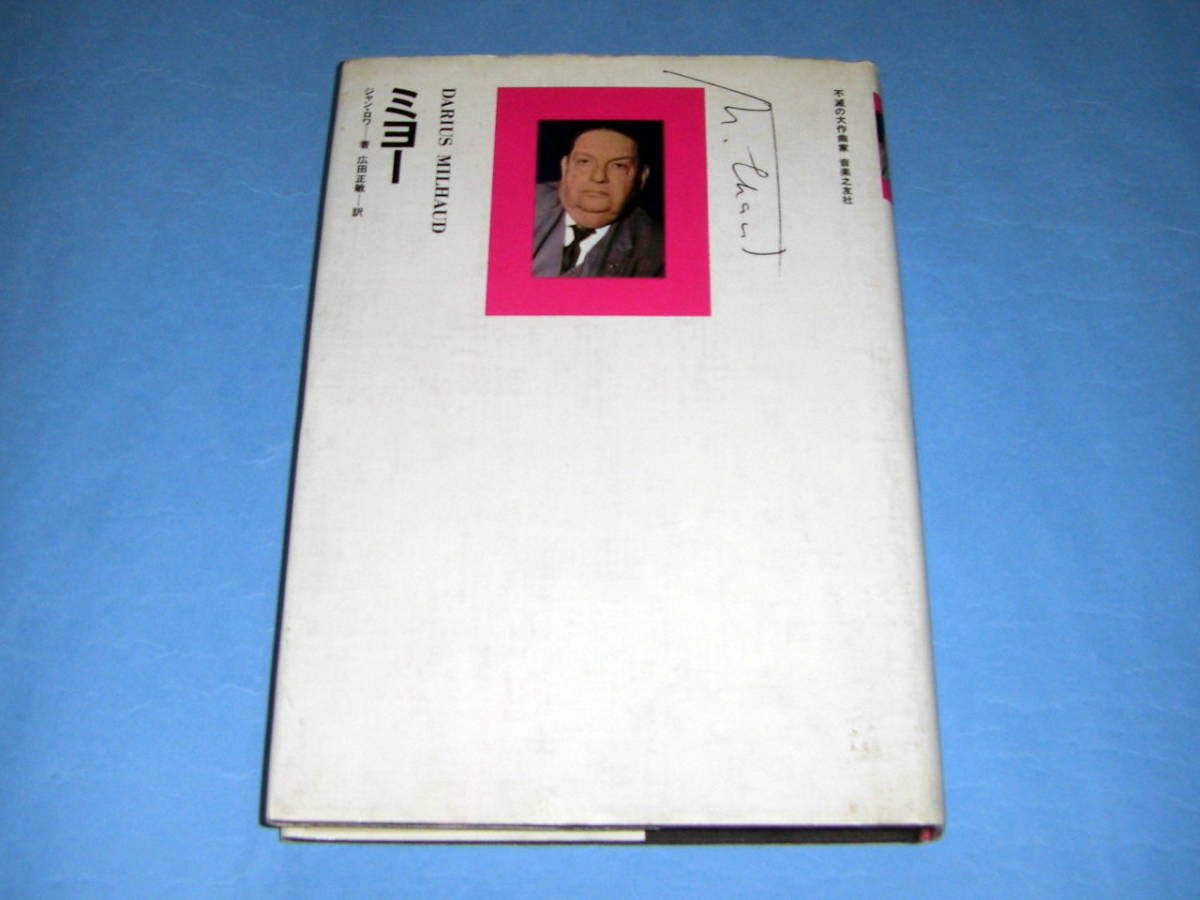 不滅の大作曲家 音楽之友社
Milhaud
DARIUS MILHAUD
ミヨー
ジャン・ロワ―著 広田正敏―訳